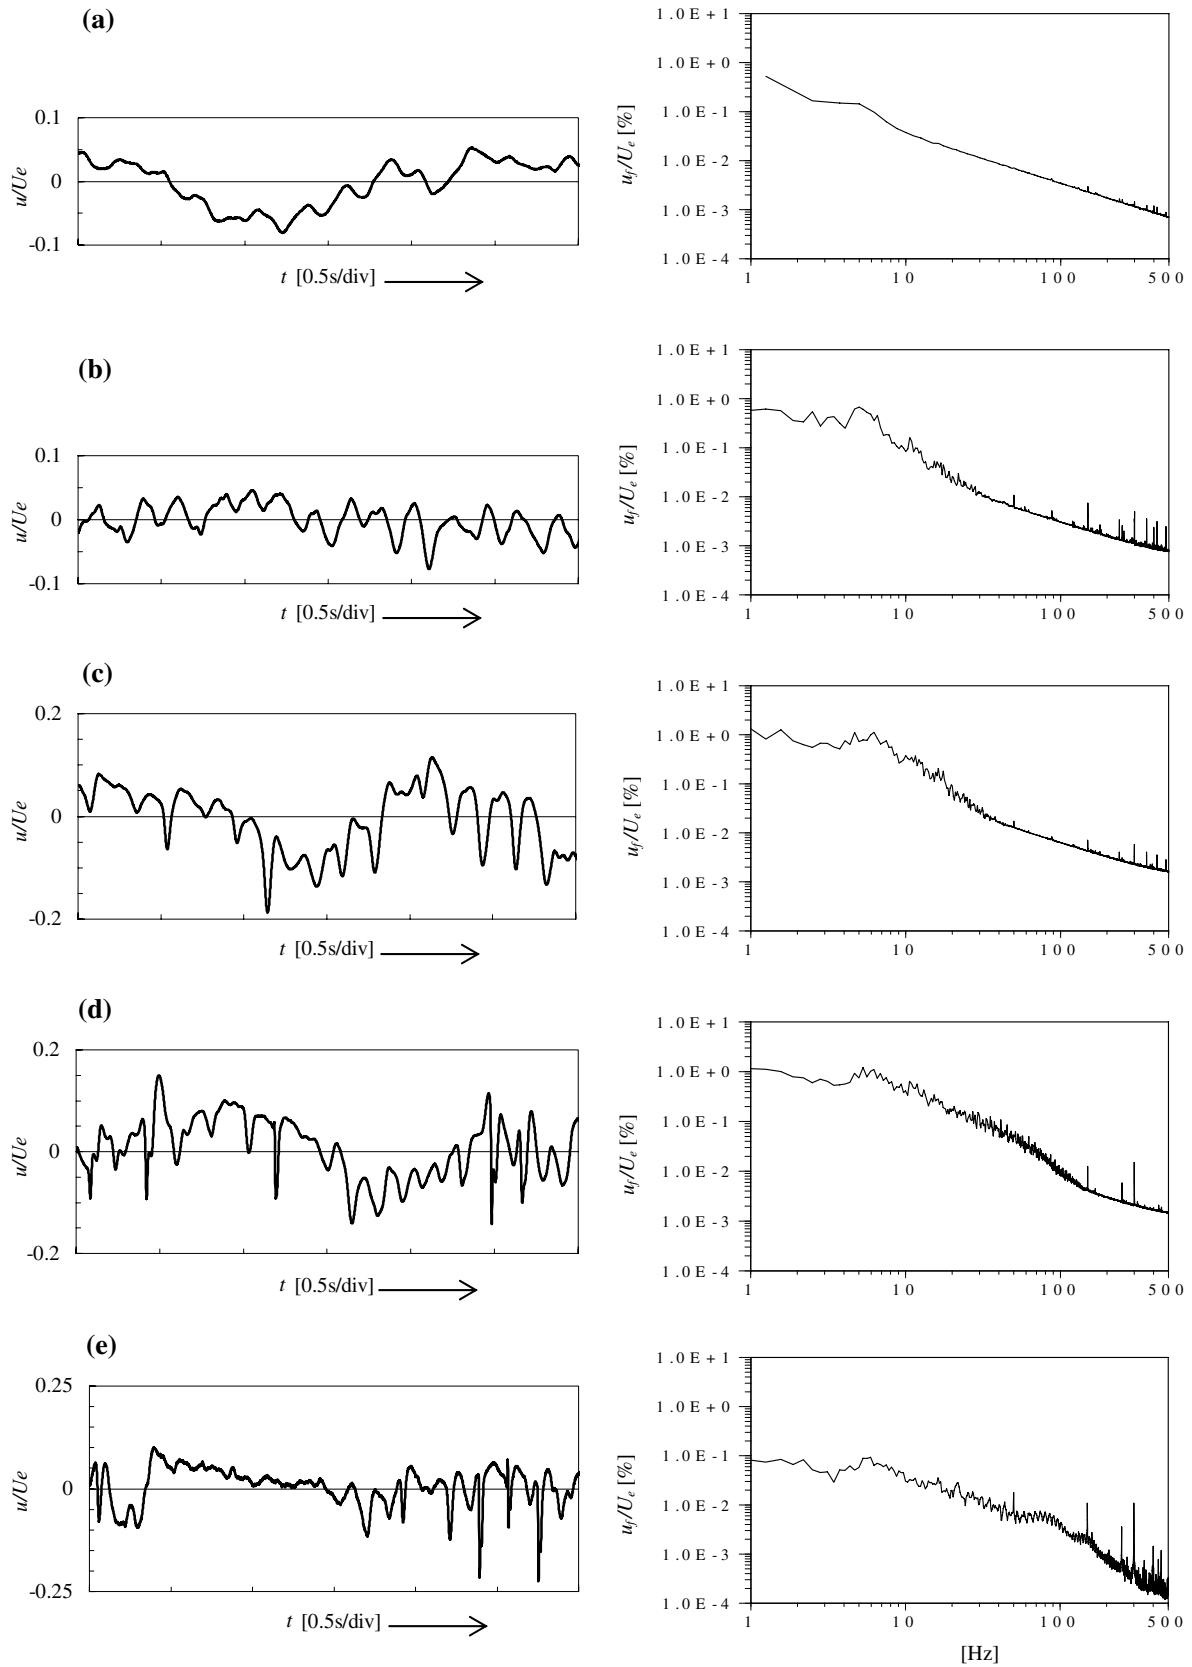 (a)
0.1
0
-0.1
u/Ue
t [0.5s/div]
1.0E+1
1.0E+0
1.0E-1
1.0E-2
1.0E-3
1.0E-4
u_f/U_e [%]
1 10 100 500
(b)
0.1
0
-0.1
u/Ue
t [0.5s/div]
1.0E+1
1.0E+0
1.0E-1
1.0E-2
1.0E-3
1.0E-4
u_f/U_e [%]
1 10 100 500
(c)
0.2
0
-0.2
u/Ue
t [0.5s/div]
1.0E+1
1.0E+0
1.0E-1
1.0E-2
1.0E-3
1.0E-4
u_f/U_e [%]
1 10 100 500
(d)
0.2
0
-0.2
u/Ue
t [0.5s/div]
1.0E+1
1.0E+0
1.0E-1
1.0E-2
1.0E-3
1.0E-4
u_f/U_e [%]
1 10 100 500
(e)
0.25
0
-0.25
u/Ue
t [0.5s/div]
1.0E+1
1.0E+0
1.0E-1
1.0E-2
1.0E-3
1.0E-4
u_f/U_e [%]
1 10 100 500
[Hz]